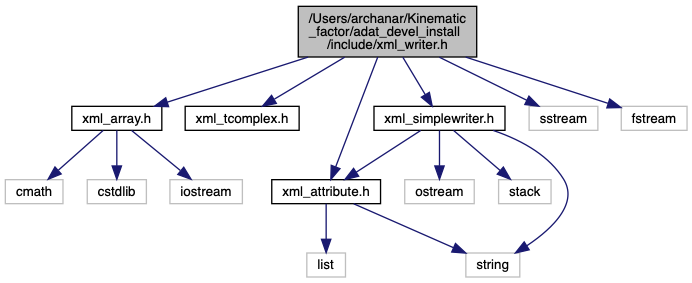 /Users/archanar/Kinematic
_factor/adat_devel_install
/include/xml_writer.h
xml_array.h
xml_tcomplex.h
xml_simplewriter.h
sstream
fstream
cmath
cstdlib
iostream
xml_attribute.h
ostream
stack
list
string